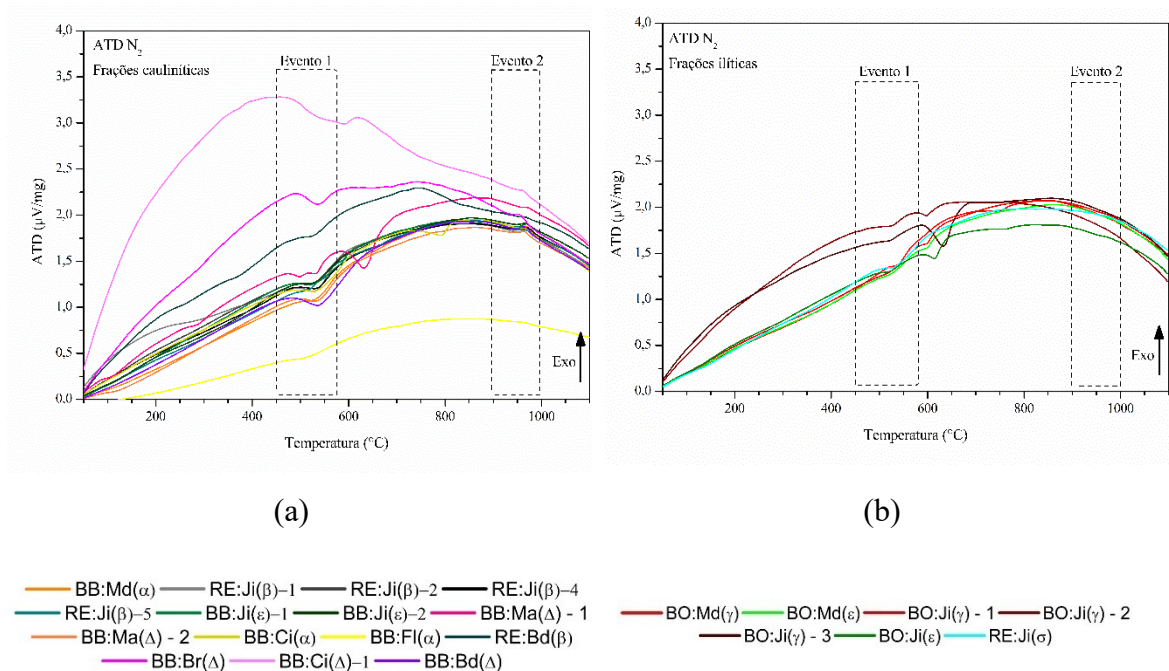 ATD N2
Frações cauliníticas
Evento 1
Evento 2
4,0
3,5
3,0
2,5
2,0
1,5
1,0
0,5
0,0
ATD (µV/mg)
Exo
200 400 600 800 1000
Temperatura (°C)
(a)
ATD N2
Frações ilíticas
Evento 1
Evento 2
4,0
3,5
3,0
2,5
2,0
1,5
1,0
0,5
0,0
ATD (µV/mg)
Exo
200 400 600 800 1000
Temperatura (°C)
(b)
BB:Md(α) RE:Ji(β)–1 RE:Ji(β)–2 RE:Ji(β)–4
RE:Ji(β)–5 BB:Ji(ε)–1 BB:Ji(ε)–2 BB:Ma(Δ) - 1
BB:Ma(Δ) - 2 BB:Ci(α) BB:Fl(α) RE:Bd(β)
BB:Br(Δ) BB:Ci(Δ)–1 BB:Bd(Δ)
BO:Md(γ) BO:Md(ε) BO:Ji(γ) - 1 BO:Ji(γ) - 2
BO:Ji(γ) - 3 BO:Ji(ε) RE:Ji(σ)